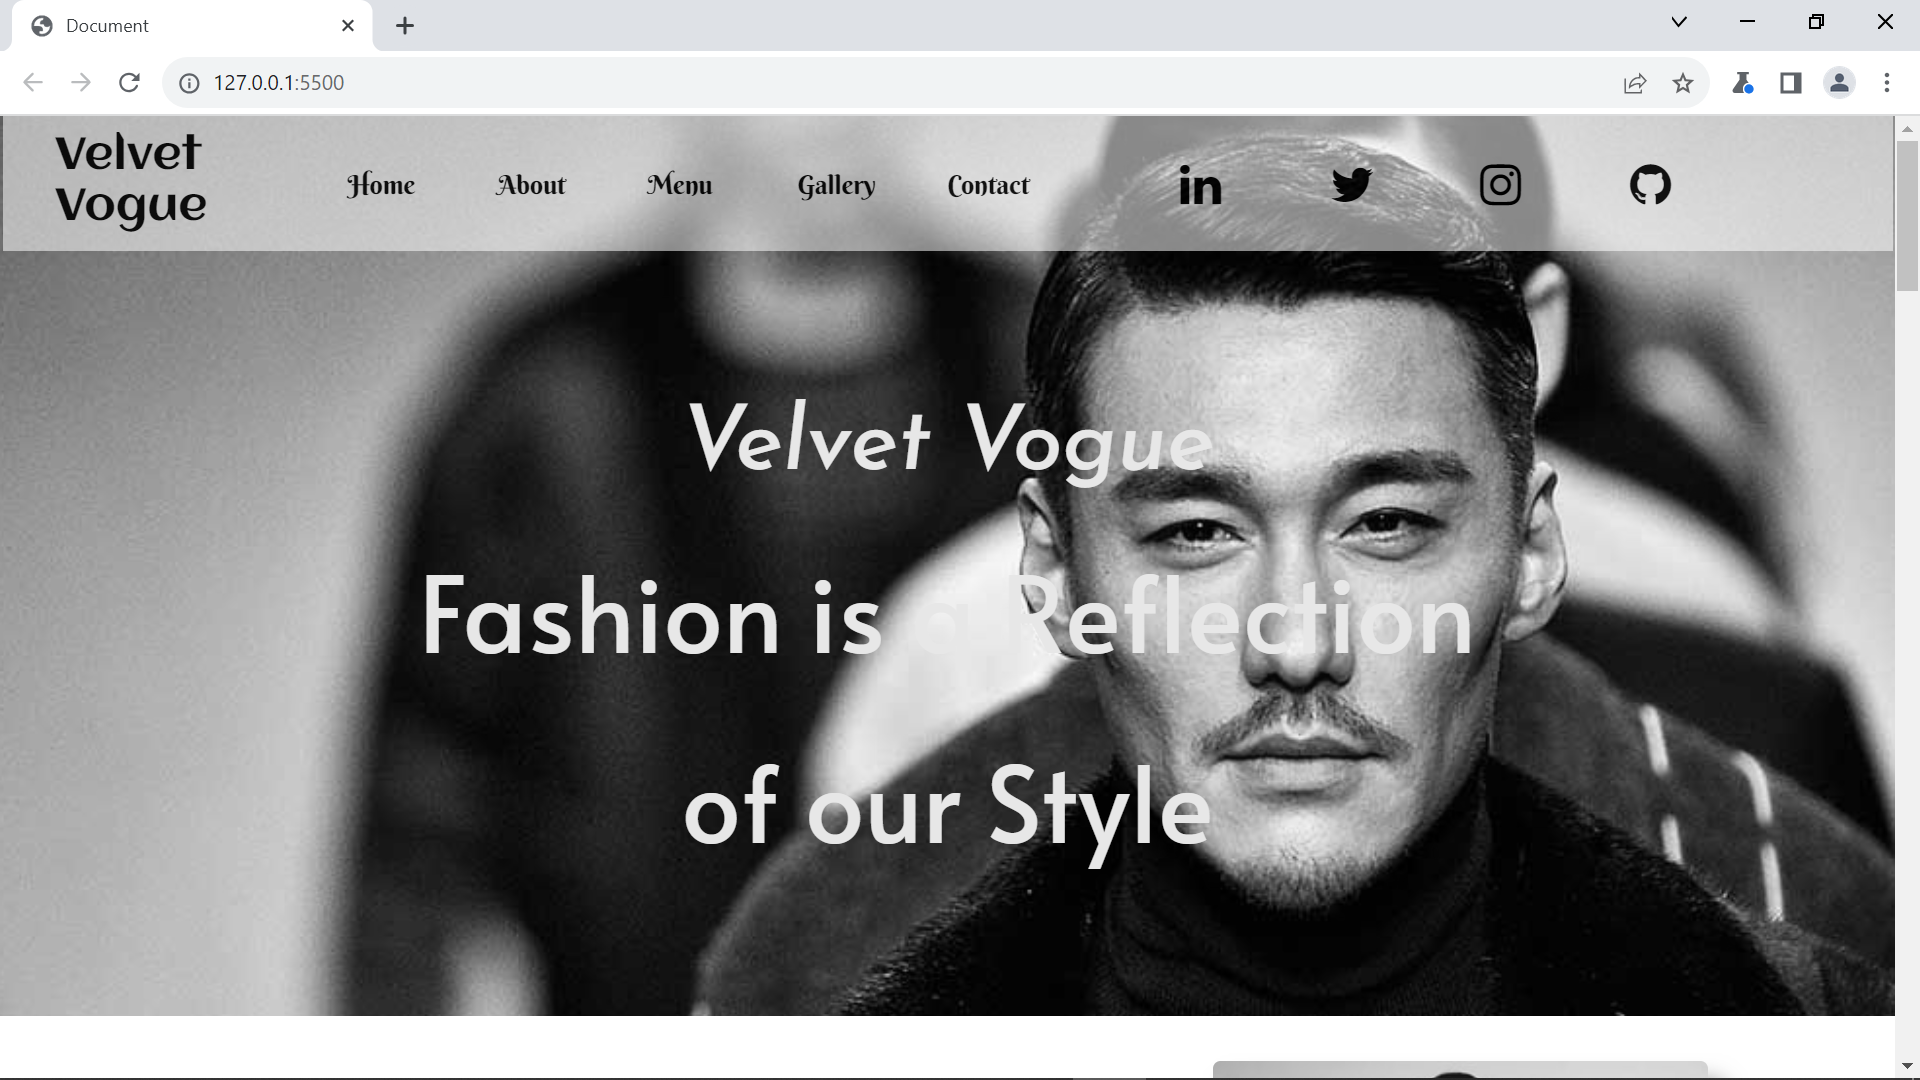 Document
127.0.0.1:5500
Velvet
Vogue
Home About Menu Gallery Contact in
Velvet Vogue
Fashion is a Reflection
of our Style